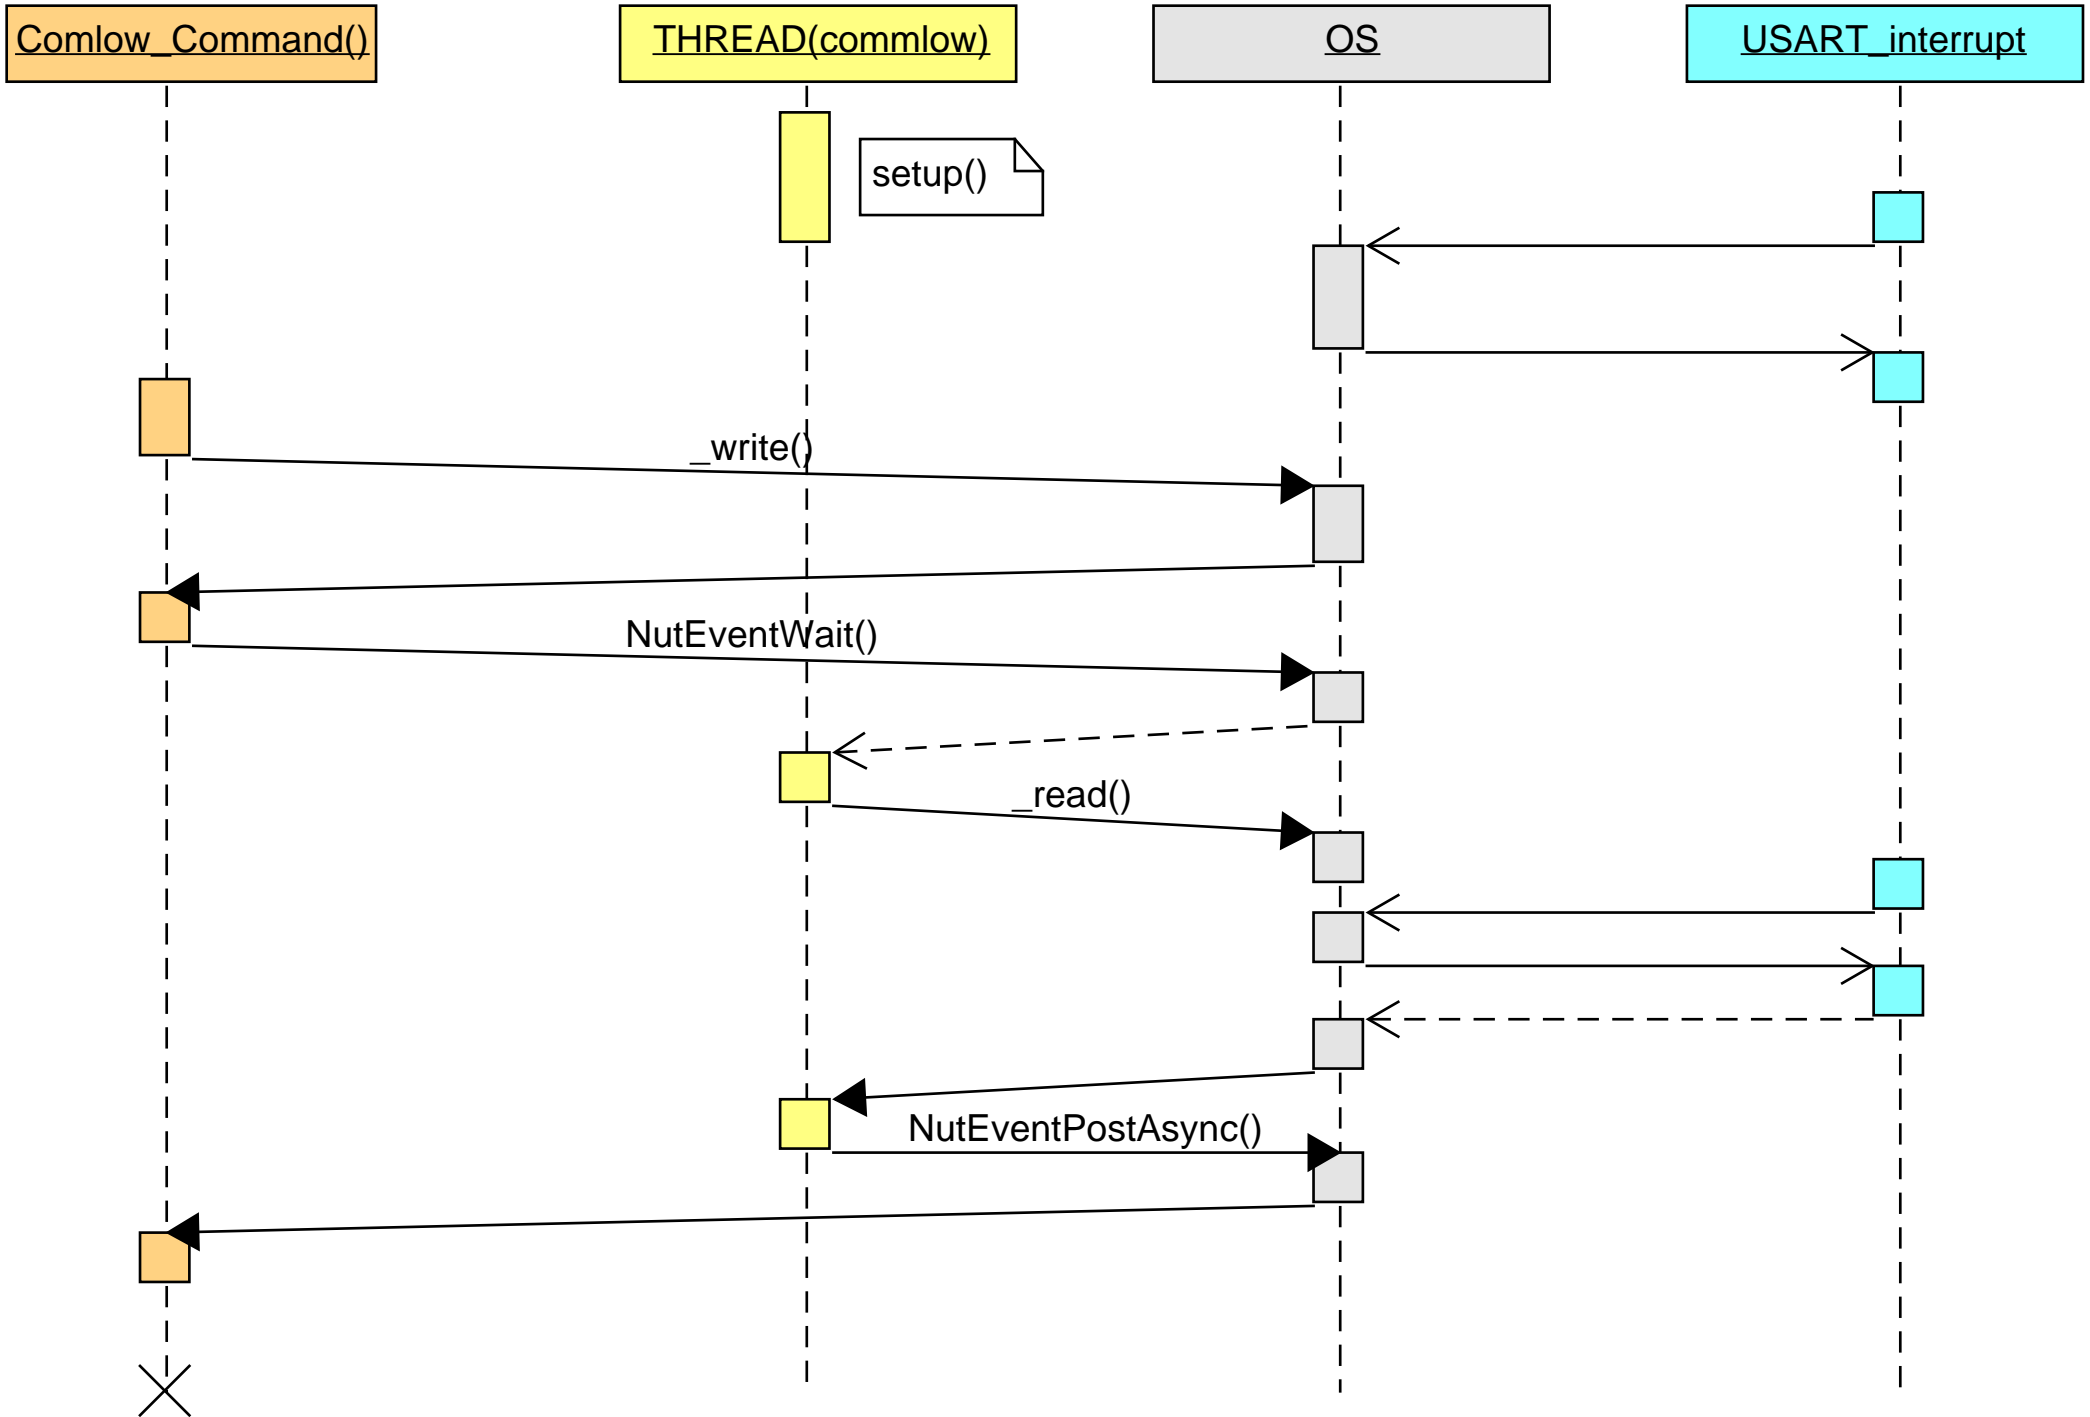 Comlow_Command()
THREAD(commlow)
OS
USART_interrupt
setup()
_write()
NutEventWait()
_read()
NutEventPostAsync()